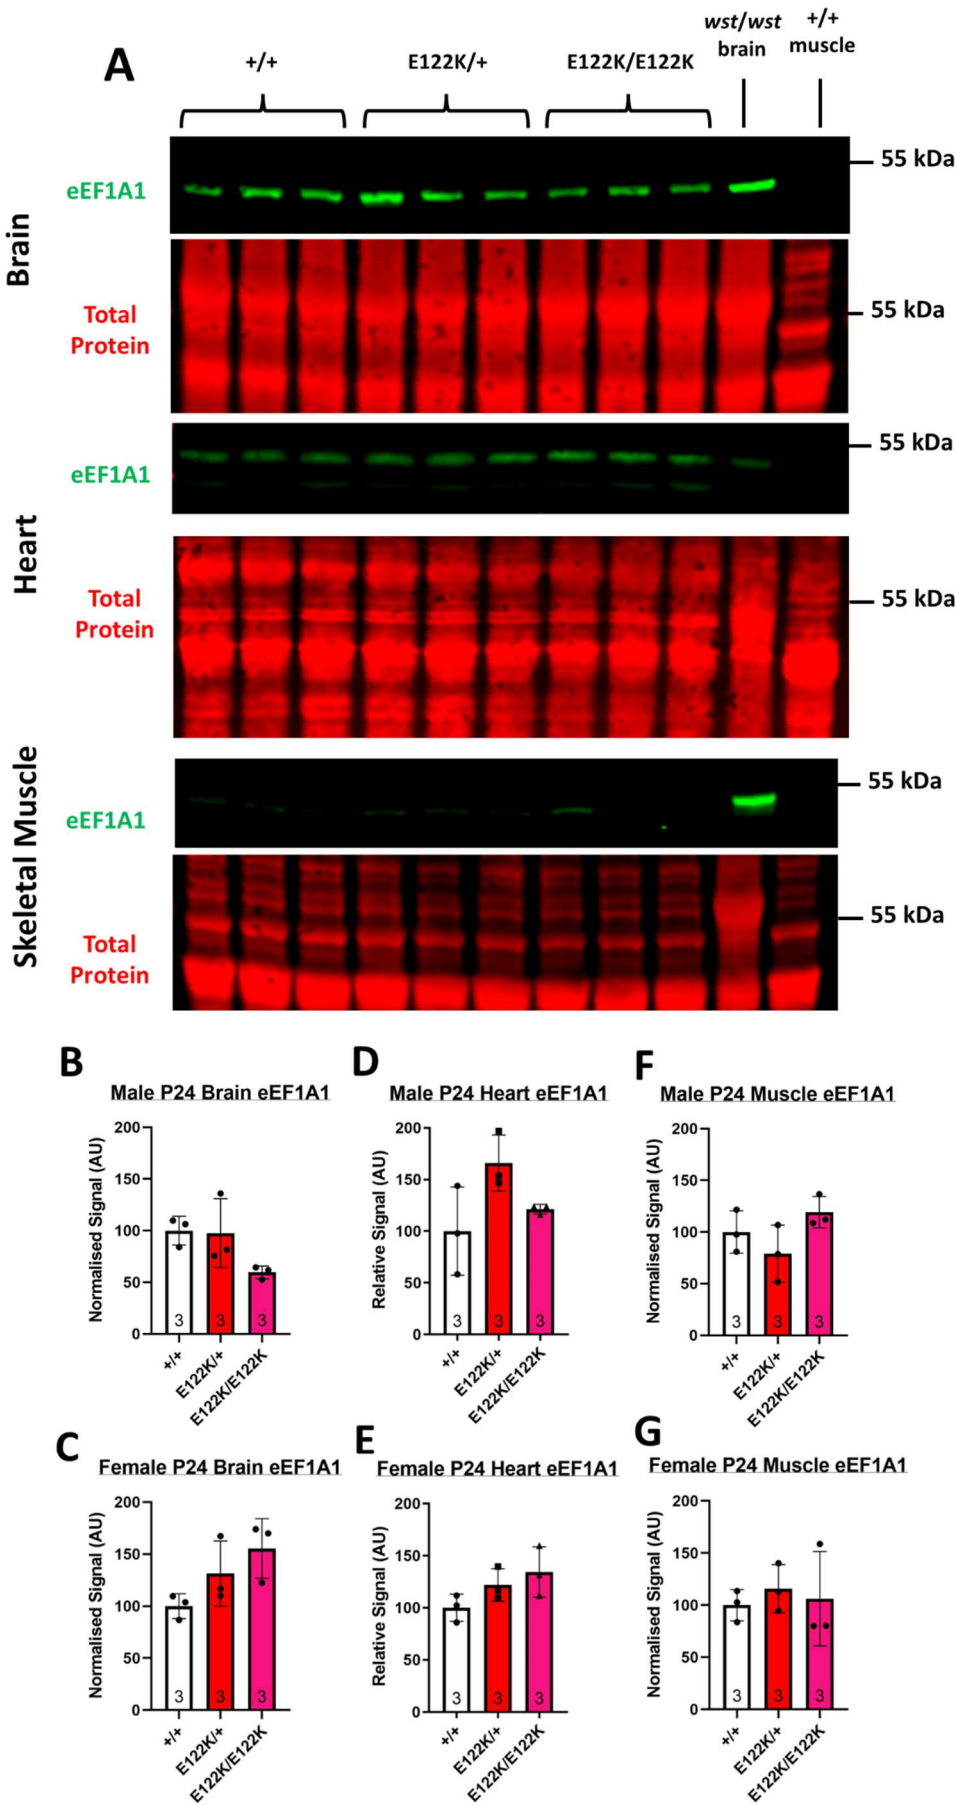 A
+/+
E122K/+
E122K/E122K
wst/wst
brain
+/+
muscle
Brain
eEF1A1
55 kDa
Total
Protein
55 kDa
Heart
eEF1A1
55 kDa
Total
Protein
55 kDa
Skeletal Muscle
eEF1A1
55 kDa
Total
Protein
55 kDa
B
Male P24 Brain eEF1A1
Normalised Signal (AU)
200
150
100
50
0
3
3
3
+/+
E122K/+
E122K/E122K
D
Male P24 Heart eEF1A1
Relative Signal (AU)
200
150
100
50
0
3
3
3
+/+
E122K/+
E122K/E122K
F
Male P24 Muscle eEF1A1
Normalised Signal (AU)
200
150
100
50
0
3
3
3
+/+
E122K/+
E122K/E122K
C
Female P24 Brain eEF1A1
Normalised Signal (AU)
200
150
100
50
0
3
3
3
+/+
E122K/+
E122K/E122K
E
Female P24 Heart eEF1A1
Relative Signal (AU)
200
150
100
50
0
3
3
3
+/+
E122K/+
E122K/E122K
G
Female P24 Muscle eEF1A1
Normalised Signal (AU)
200
150
100
50
0
3
3
3
+/+
E122K/+
E122K/E122K